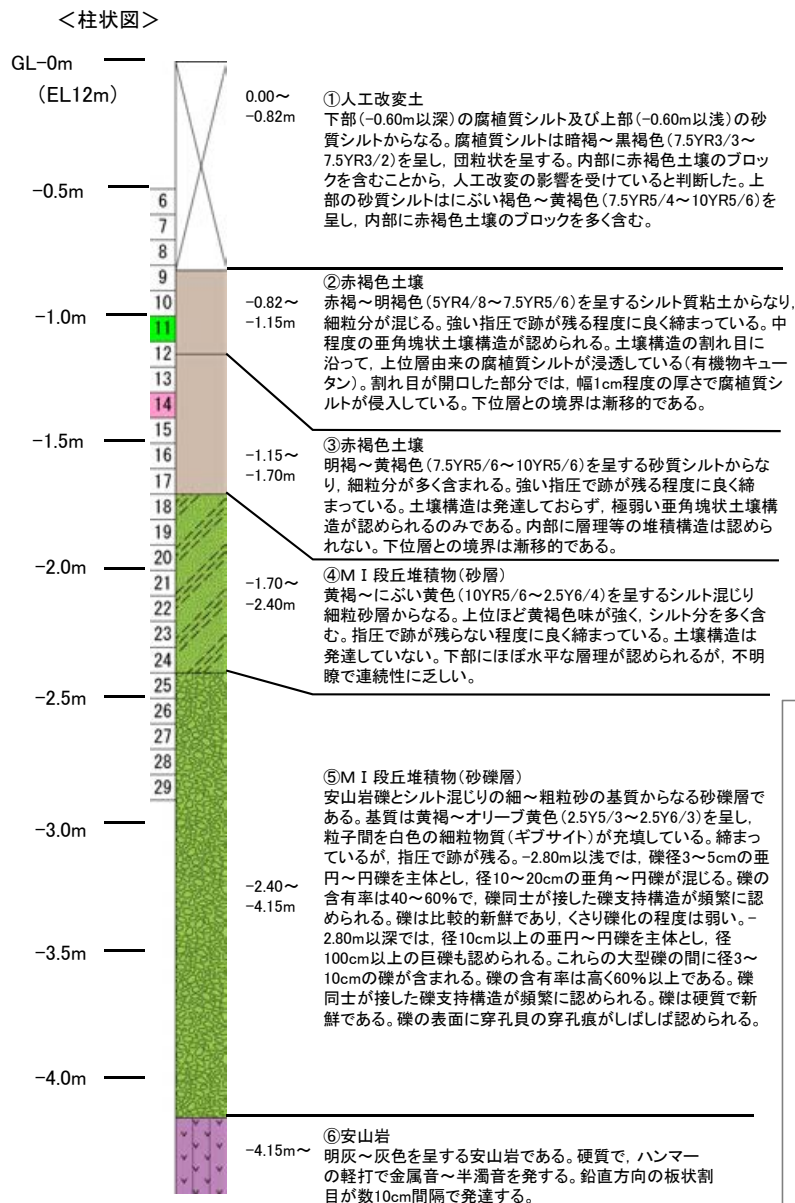 ＜柱状図＞
GL-0m
(EL12m)
-0.5m
-1.0m
-1.5m
-2.0m
-2.5m
-3.0m
-3.5m
-4.0m
6
7
8
9
10
11
12
13
14
15
16
17
18
19
20
21
22
23
24
25
26
27
28
29
0.00～
-0.82m
①人工改変土
下部(-0.60m以深)の腐植質シルト及び上部(-0.60m以浅)の砂
質シルトからなる。腐植質シルトは暗褐～黒褐色(7.5YR3/3～
7.5YR3/2)を呈し，団粒状を呈する。内部に赤褐色土壌のブロッ
クを含むことから，人工改変の影響を受けていると判断した。上
部の砂質シルトはにぶい褐色～黄褐色(7.5YR5/4～10YR5/6)を
呈し，内部に赤褐色土壌のブロックを多く含む。
-0.82～
-1.15m
②赤褐色土壌
赤褐～明褐色(5YR4/8～7.5YR5/6)を呈するシルト質粘土からなり，
細粒分が混じる。強い指圧で跡が残る程度に良く締まっている。中
程度の亜角塊状土壌構造が認められる。土壌構造の割れ目に
沿って，上位層由来の腐植質シルトが浸透している(有機物キュー
タン)。割れ目が開口した部分では，幅1cm程度の厚さで腐植質シ
ルトが侵入している。下位層との境界は漸移的である。
-1.15～
-1.70m
③赤褐色土壌
明褐～黄褐色(7.5YR5/6～10YR5/6)を呈する砂質シルトからな
り，細粒分が多く含まれる。強い指圧で跡が残る程度に良く締
まっている。土壌構造は発達しておらず，極弱い亜角塊状土壌構
造が認められるのみである。内部に層理等の堆積構造は認めら
れない。下位層との境界は漸移的である。
-1.70～
-2.40m
④ＭⅠ段丘堆積物(砂層)
黄褐～にぶい黄色(10YR5/6～2.5Y6/4)を呈するシルト混じり
細粒砂層からなる。上位ほど黄褐色味が強く，シルト分を多く含
む。指圧で跡が残らない程度に良く締まっている。土壌構造は
発達していない。下部にほぼ水平な層理が認められるが，不明
瞭で連続性に乏しい。
-2.40～
-4.15m
⑤ＭⅠ段丘堆積物(砂礫層)
安山岩礫とシルト混じりの細～粗粒砂の基質からなる砂礫層で
ある。基質は黄褐～オリーブ黄色(2.5Y5/3～2.5Y6/3)を呈し，
粒子間を白色の細粒物質(ギブサイト)が充填している。締まっ
ているが，指圧で跡が残る。-2.80m以浅では，礫径3～5cmの亜
円～円礫を主体とし，径10～20cmの亜角～円礫が混じる。礫の
含有率は40～60%で，礫同士が接した礫支持構造が頻繁に認
められる。礫は比較的新鮮であり，くさり礫化の程度は弱い。-
2.80m以深では，径10cm以上の亜円～円礫を主体とし，径
100cm以上の巨礫も認められる。これらの大型礫の間に径3～
10cmの礫が含まれる。礫の含有率は高く60%以上である。礫
同士が接した礫支持構造が頻繁に認められる。礫は硬質で新
鮮である。礫の表面に穿孔貝の穿孔痕がしばしば認められる。
-4.15m～
⑥安山岩
明灰～灰色を呈する安山岩である。硬質で，ハンマー
の軽打で金属音～半濁音を発する。鉛直方向の板状割
目が数10cm間隔で発達する。